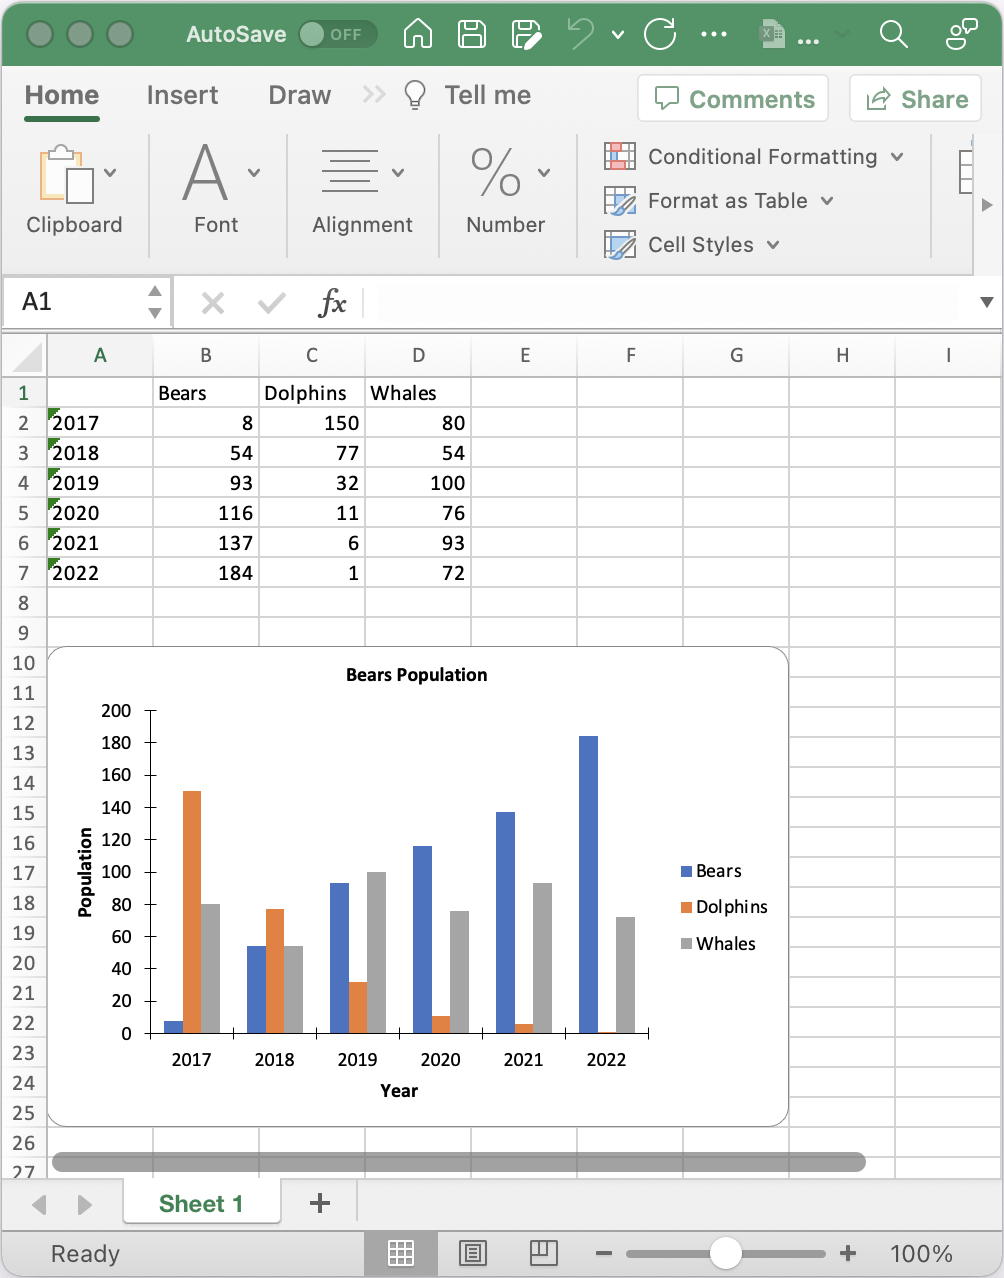 AutoSave OFF ... ...
Home Insert Draw >> Tell me Comments Share
Clipboard Font Alignment % Number Conditional Formatting
Format as Table
Cell Styles
A1 fx
A B C D E F G H I
1 Bears Dolphins Whales
2 2017 8 150 80
3 2018 54 77 54
4 2019 93 32 100
5 2020 116 11 76
6 2021 137 6 93
7 2022 184 1 72
8
9
10
11
12
13
14
15
16
17
18
19
20
21
22
23
24
25
26
27
Bears Population
200
180
160
140
120
100
80
60
40
20
0
Population
2017 2018 2019 2020 2021 2022
Year
Bears
Dolphins
Whales
Sheet 1 +
Ready 100%